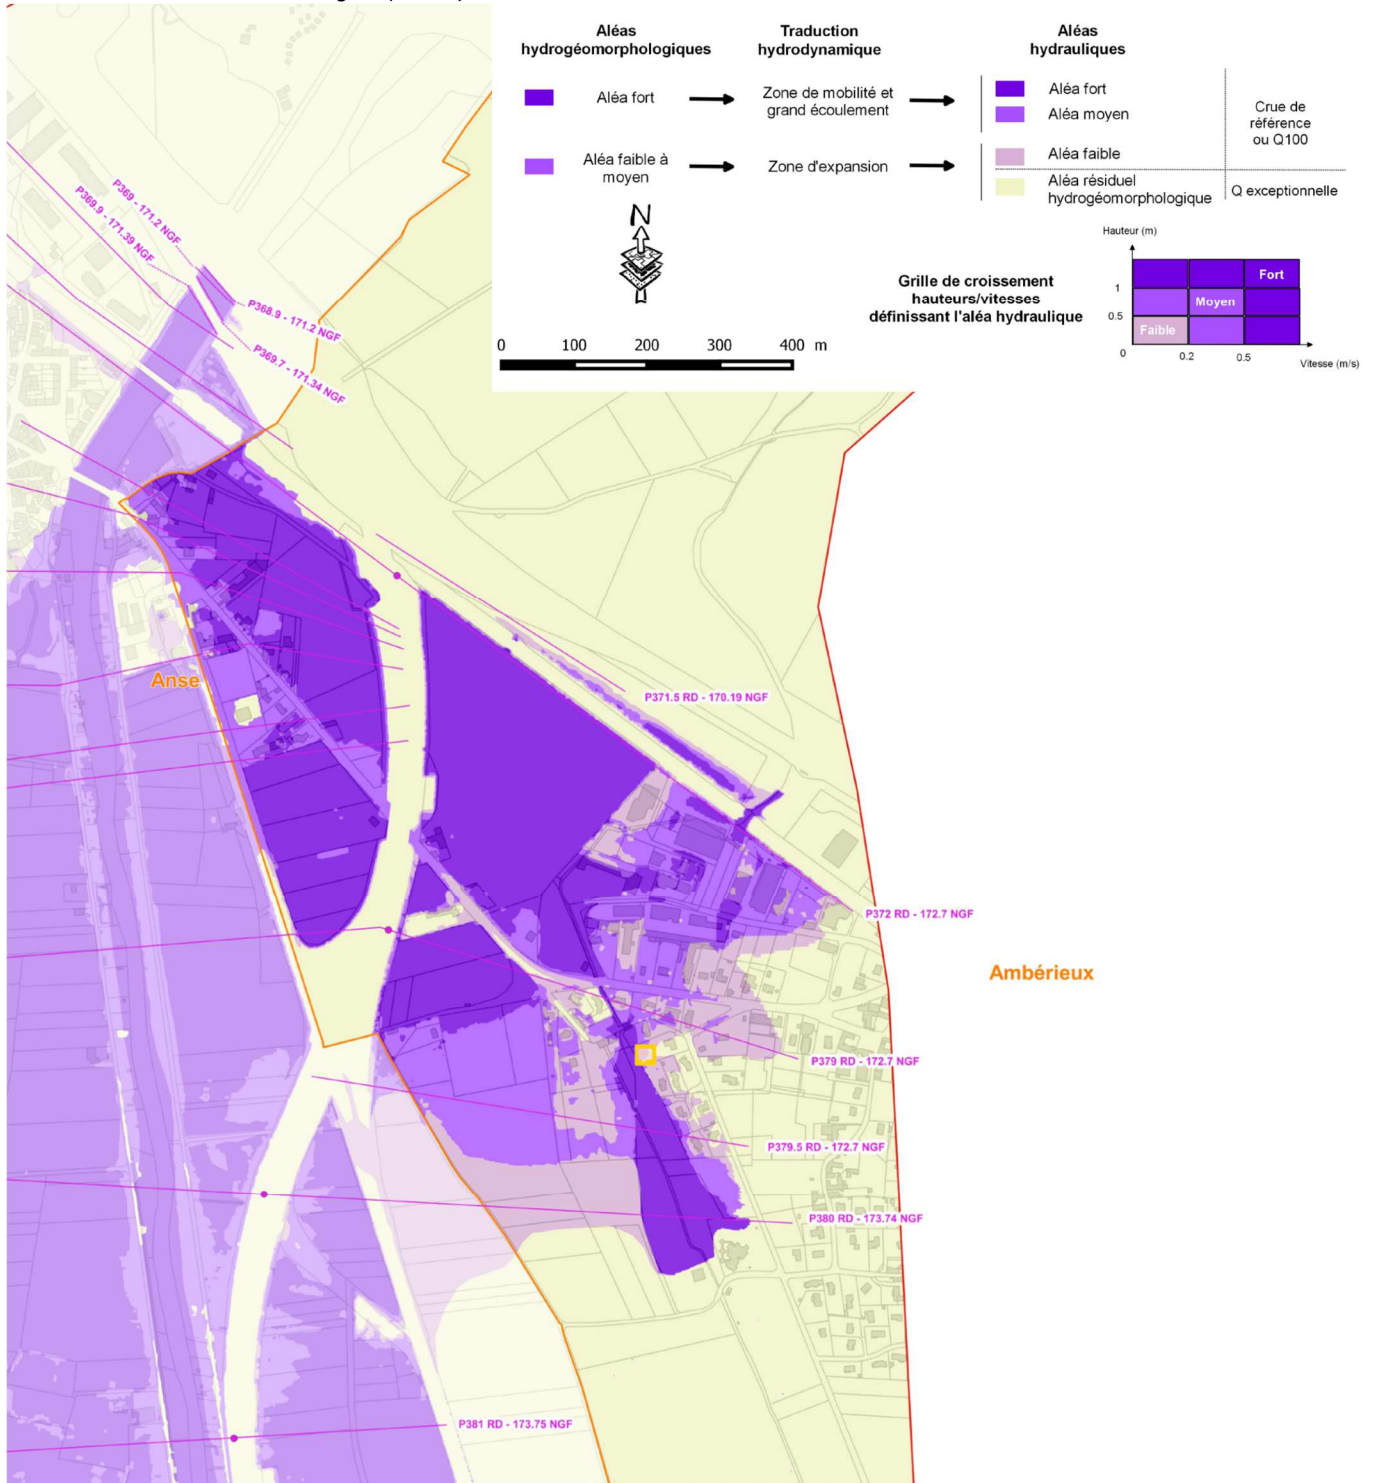 Aléas
hydrogéomorphologiques
Traduction
hydrodynamique
Aléas
hydrauliques
Aléa fort
Zone de mobilité et
grand écoulement
Aléa fort
Aléa moyen
Crue de
référence
ou Q100
Aléa faible à
moyen
Zone d'expansion
Aléa faible
Aléa résiduel
hydrogéomorphologique
Q exceptionnelle
N
Grille de croissement
hauteurs/vitesses
définissant l'aléa hydraulique
Hauteur (m)
Fort
1
Moyen
0.5
Faible
0
0.2
0.5
Vitesse (m/s)
0 100 200 300 400 m
P369 - 171.2 NGF
P369.9 - 171.39 NGF
P368.9 - 171.2 NGF
P369.7 - 171.34 NGF
Anse
P371.5 RD - 170.19 NGF
P372 RD - 172.7 NGF
Ambérieux
P379 RD - 172.7 NGF
P379.5 RD - 172.7 NGF
P380 RD - 173.74 NGF
P381 RD - 173.75 NGF